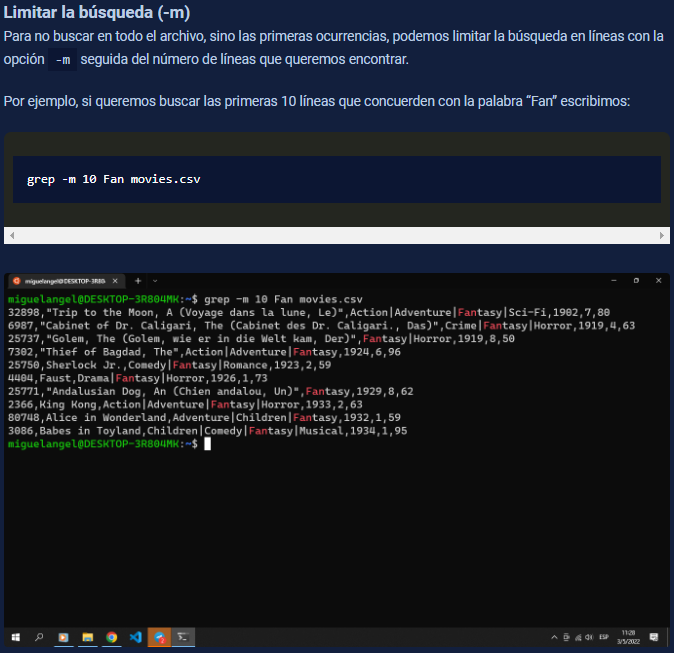 Limitar la búsqueda (-m)
Para no buscar en todo el archivo, sino las primeras ocurrencias, podemos limitar la búsqueda en líneas con la
opción -m seguida del número de líneas que queremos encontrar.
Por ejemplo, si queremos buscar las primeras 10 líneas que concuerden con la palabra “Fan” escribimos:
grep -m 10 Fan movies.csv
miguelangel@DESKTOP-3R804MK:~$ grep -m 10 Fan movies.csv
32898,"Trip to the Moon, A (Voyage dans la lune, Le)",Action|Adventure|Fantasy|Sci-Fi,1902,7,80
6987,"Cabinet of Dr. Caligari, The (Cabinet des Dr. Caligari., Das)",Crime|Fantasy|Horror,1919,4,63
25737,"Golem, The (Golem, wie er in die Welt kam, Der)",Fantasy|Horror,1919,8,50
7302,"Thief of Bagdad, The",Action|Adventure|Fantasy,1924,6,96
25750,Sherlock Jr.,Comedy|Fantasy|Romance,1923,2,59
4404,Faust,Drama|Fantasy|Horror,1926,1,73
25771,"Andalusian Dog, An (Chien andalou, Un)",Fantasy,1929,8,62
2366,King Kong,Action|Adventure|Fantasy|Horror,1933,2,63
80748,Alice in Wonderland,Adventure|Children|Fantasy,1932,1,59
3086,Babes in Toyland,Children|Comedy|Fantasy|Musical,1934,1,95
miguelangel@DESKTOP-3R804MK:~$
ESP
11:28
3/5/2022